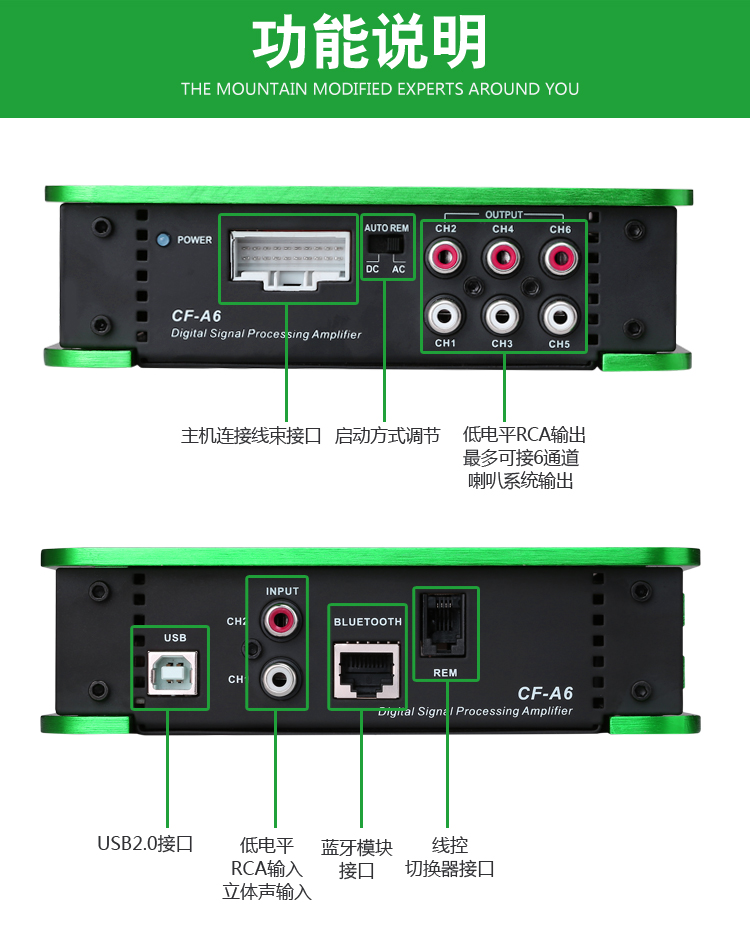 功能说明
THE MOUNTAIN MODIFIED EXPERTS AROUND YOU
OUTPUT
AUTO REM
CH2 CH4 CH6
POWER
DC AC
CF-A6
Digital Signal Processing Amplifier
CH1 CH3 CH5
主机连接线束接口
启动方式调节
低电平RCA输出
最多可接6通道
喇叭系统输出
INPUT
CH2
BLUETOOTH
USB
CH1
REM
CF-A6
Digital Signal Processing Amplifier
USB2.0接口
低电平
RCA输入
立体声输入
蓝牙模块
接口
线控
切换器接口